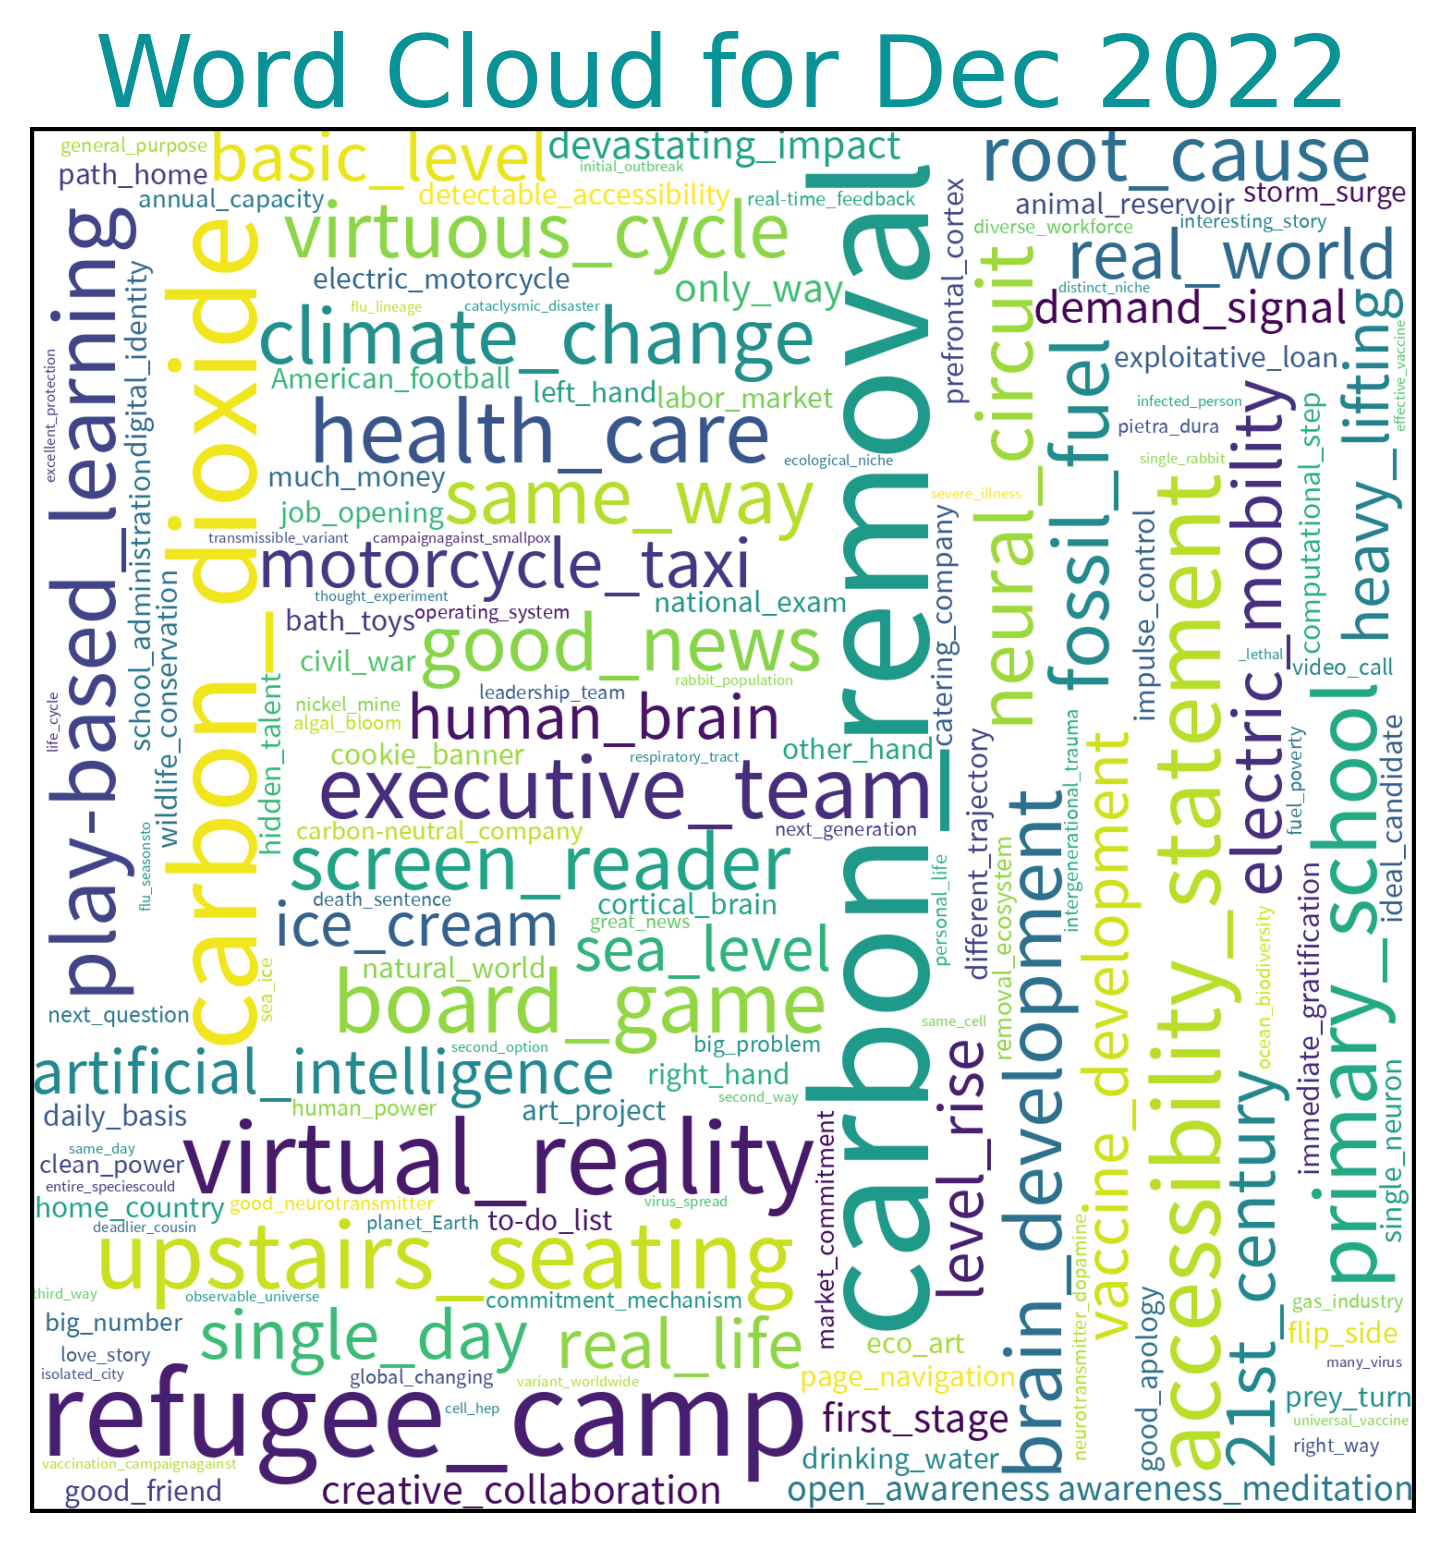 Word Cloud for Dec 2022
general_purpose
basic_level
devastating_impact
initial_outbreak
root_cause
path_home
annual_capacity
detectable_accessibility
real-time_feedback
animal_reservoir
storm_surge
virtuous_cycle
prefrontal_cortex
diverse_workforce
interesting_story
real_world
electric_motorcycle
only_way
distinct_niche
demand_signal
flu_lineage
cataclysmic_disaster
climate_change
exploitative_loan
heavy_lifting
effective_vaccine
American_football
left_hand
labor_market
infected_person
pietra_dura
health_care
ecological_niche
single_rabbit
much_money
same_way
severe_illness
job_opening
transmissible_variant
campaignagainst_smallpox
motorcycle_taxi
thought_experiment
national_exam
bath_toys
operating_system
good_news
civil_war
_lethal
video_call
rabbit_population
leadership_team
nickel_mine
algal_bloom
human_brain
cookie_banner
respiratory_tract
other_hand
executive_team
carbon-neutral_company
next_generation
screen_reader
death_sentence
cortical_brain
ice_cream
great_news
sea_level
natural_world
board_game
next_question
second_option
big_problem
same_cell
artificial_intelligence
right_hand
second_way
daily_basis
human_power
art_project
virtual_reality
same_day
clean_power
entire_speciescould
home_country
good_neurotransmitter
virus_spread
deadlier_cousin
planet_Earth
to-do_list
upstairs_seating
third_way
observable_universe
commitment_mechanism
big_number
single_day
real_life
eco_art
love_story
isolated_city
global_changing
variant_worldwide
page_navigation
refugee_camp
cell_hep
first_stage
vaccination_campaignagainst
drinking_water
good_friend
creative_collaboration
open_awareness
awareness_meditation
gas_industry
flip_side
many_virus
prey_turn
universal_vaccine
right_way
play-based_learning
excellent_protection
life_cycle
digital_identity
school_administration
wildlife_conservation
flu_seasonsto
carbon_dioxide
hidden_talent
sea_ice
carbon_removal
catering_company
personal_life
neural_circuit
fossil_fuel
different_trajectory
removal_ecosystem
level_rise
brain_development
intergenerational_trauma
vaccine_development
impulse_control
accessibility_statement
electric_mobility
computational_step
fuel_poverty
primary_school
ideal_candidate
immediate_gratification
ocean_biodiversity
single_neuron
21st_century
market_commitment
neurotransmitter_dopamine
good_apology